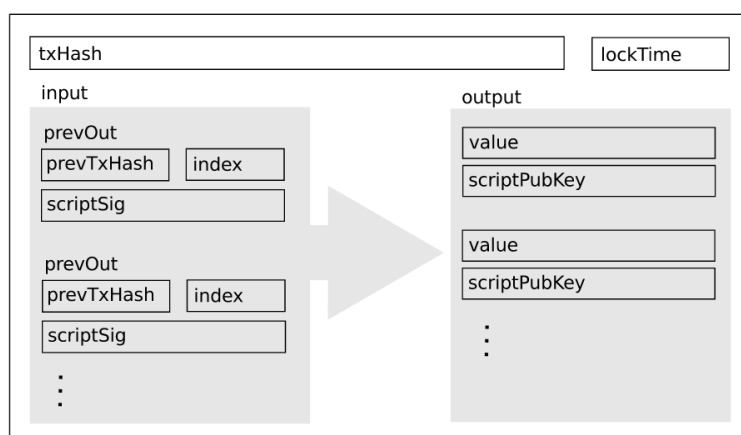 txHash
lockTime
input
prevOut
prevTxHash
index
scriptSig
prevOut
prevTxHash
index
scriptSig
output
value
scriptPubKey
value
scriptPubKey